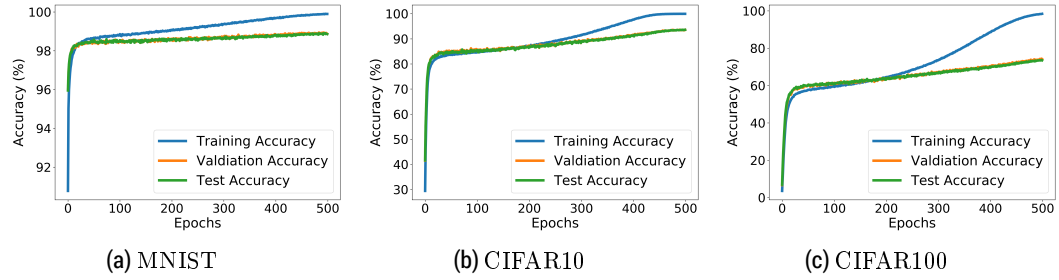 100
98
96
94
92
Accuracy (%)
Training Accuracy
Valdiation Accuracy
Test Accuracy
0 100 200 300 400 500
Epochs
(a) MNIST
100
90
80
70
60
50
40
30
Accuracy (%)
Training Accuracy
Valdiation Accuracy
Test Accuracy
0 100 200 300 400 500
Epochs
(b) CIFAR10
100
80
60
40
20
0
Accuracy (%)
Training Accuracy
Valdiation Accuracy
Test Accuracy
0 100 200 300 400 500
Epochs
(c) CIFAR100